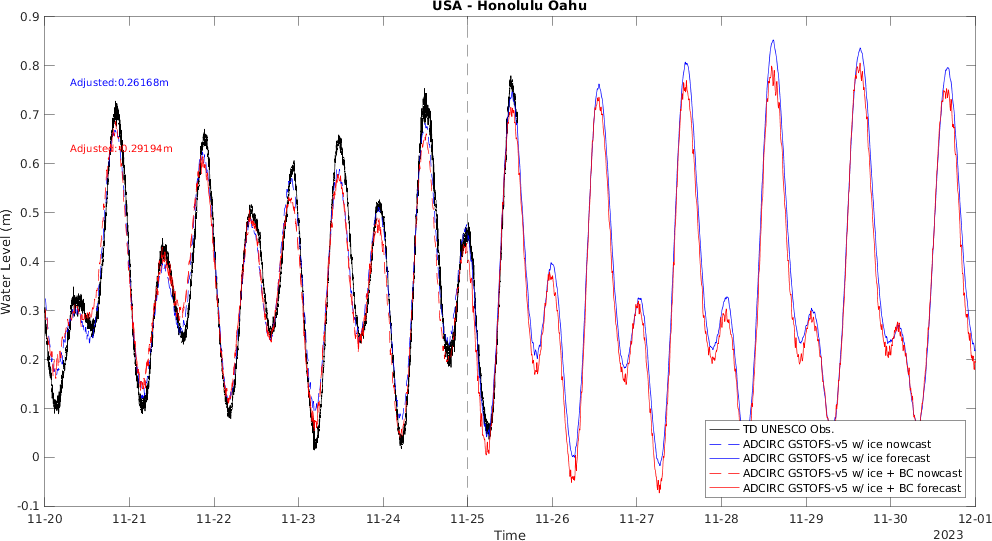 USA - Honolulu Oahu
0.9
0.8
0.7
0.6
0.5
0.4
0.3
0.2
0.1
0
-0.1
Water Level (m)
Adjusted:0.26168m
Adjusted:0.29194m
TD UNESCO Obs.
ADCIRC GSTOFS-v5 w/ ice nowcast
ADCIRC GSTOFS-v5 w/ ice forecast
ADCIRC GSTOFS-v5 w/ ice + BC nowcast
ADCIRC GSTOFS-v5 w/ ice + BC forecast
11-20 11-21 11-22 11-23 11-24 11-25 11-26 11-27 11-28 11-29 11-30 12-01
Time
2023